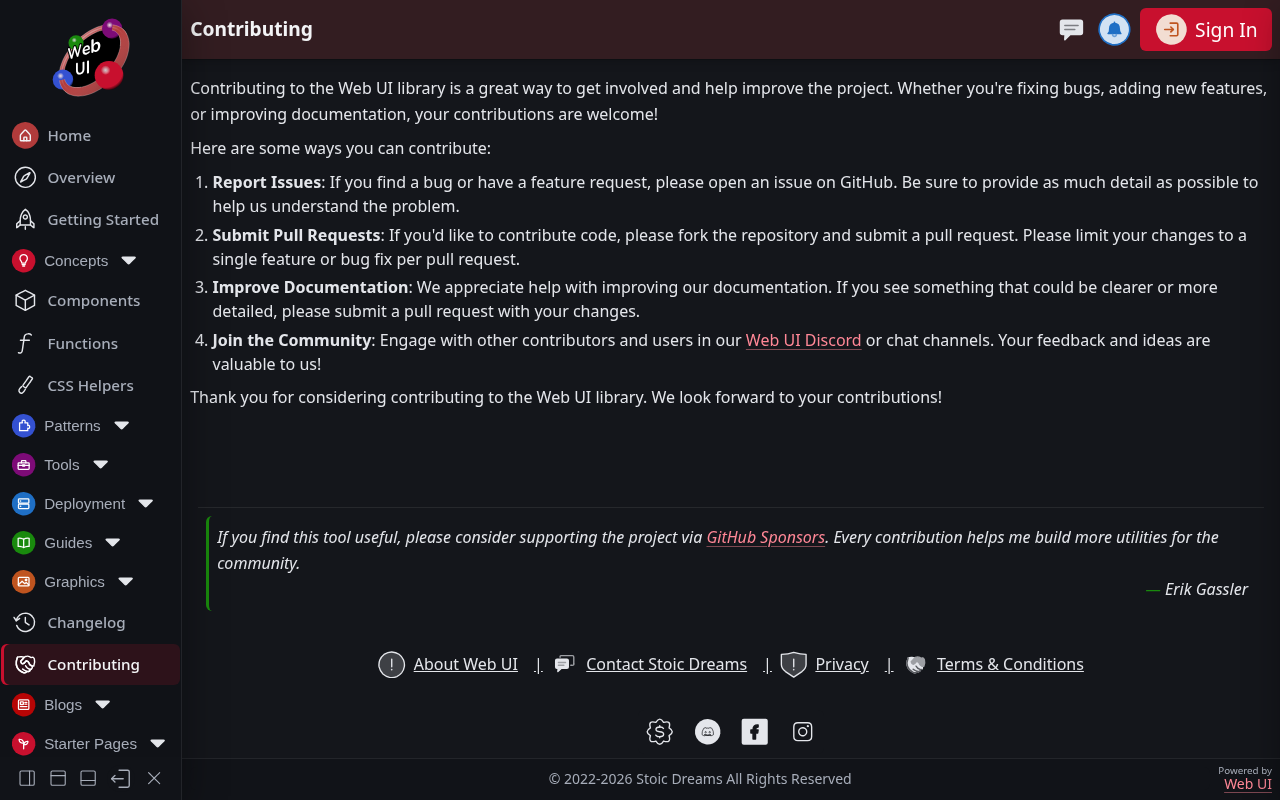 Web
UI
Home
Overview
Getting Started
Concepts
Components
Functions
CSS Helpers
Patterns
Tools
Deployment
Guides
Graphics
Changelog
Contributing
Blogs
Starter Pages
Contributing
Sign In
Contributing to the Web UI library is a great way to get involved and help improve the project. Whether you're fixing bugs, adding new features,
or improving documentation, your contributions are welcome!
Here are some ways you can contribute:
1. Report Issues: If you find a bug or have a feature request, please open an issue on GitHub. Be sure to provide as much detail as possible to
help us understand the problem.
2. Submit Pull Requests: If you'd like to contribute code, please fork the repository and submit a pull request. Please limit your changes to a
single feature or bug fix per pull request.
3. Improve Documentation: We appreciate help with improving our documentation. If you see something that could be clearer or more
detailed, please submit a pull request with your changes.
4. Join the Community: Engage with other contributors and users in our Web UI Discord or chat channels. Your feedback and ideas are
valuable to us!
Thank you for considering contributing to the Web UI library. We look forward to your contributions!
If you find this tool useful, please consider supporting the project via GitHub Sponsors. Every contribution helps me build more utilities for the
community.
— Erik Gassler
About Web UI | Contact Stoic Dreams | Privacy | Terms & Conditions
© 2022-2026 Stoic Dreams All Rights Reserved
Powered by
Web UI